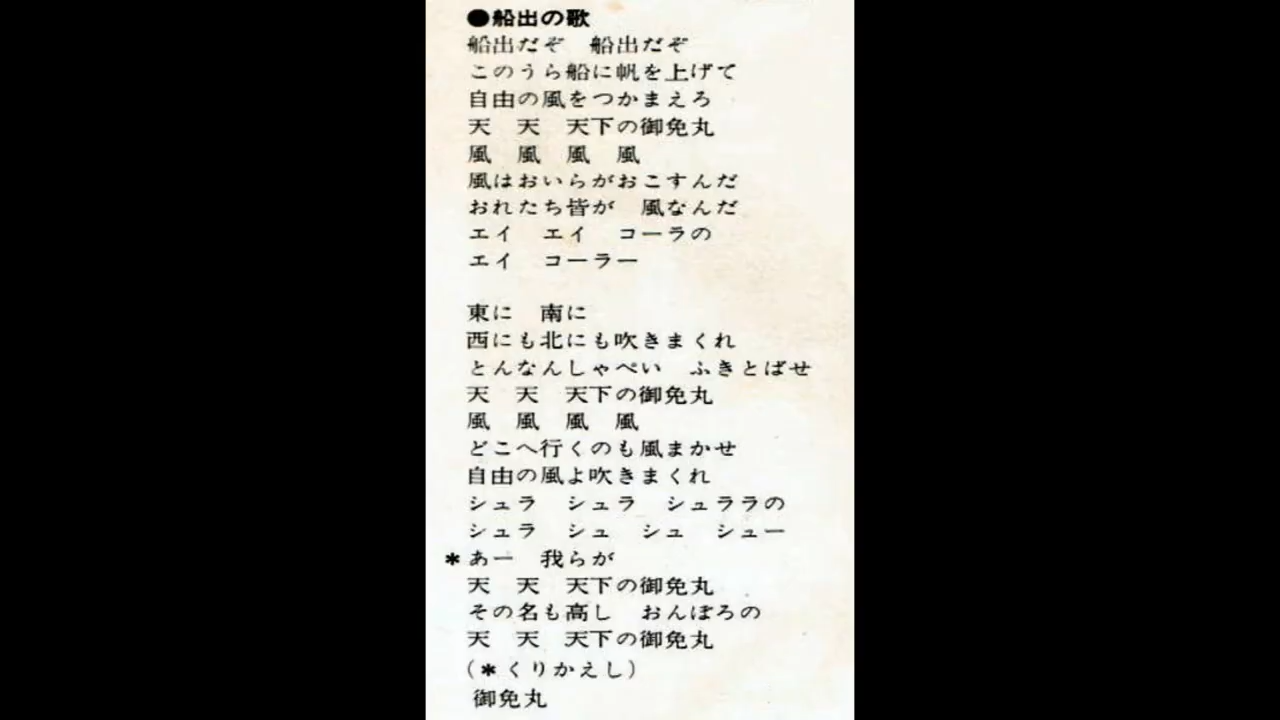 ●船出の歌
船出だぞ　船出だぞ
このうら船に帆を上げて
自由の風をつかまえろ
天　天　天下の御免丸
風　風　風　風
風はおいらがおこすんだ
おれたち皆が　風なんだ
エイ　エイ　コーラの
エイ　コーラー
東に　南に
西にも北にも吹きまくれ
とんなんしゃぺい　ふきとばせ
天　天　天下の御免丸
風　風　風　風
どこへ行くのも風まかせ
自由の風よ吹きまくれ
シュラ　シュラ　シュララの
シュラ　シュ　シュ　シュー
＊あー　我らが
天　天　天下の御免丸
その名も高し　おんぼろの
天　天　天下の御免丸
(＊くりかえし)
御免丸